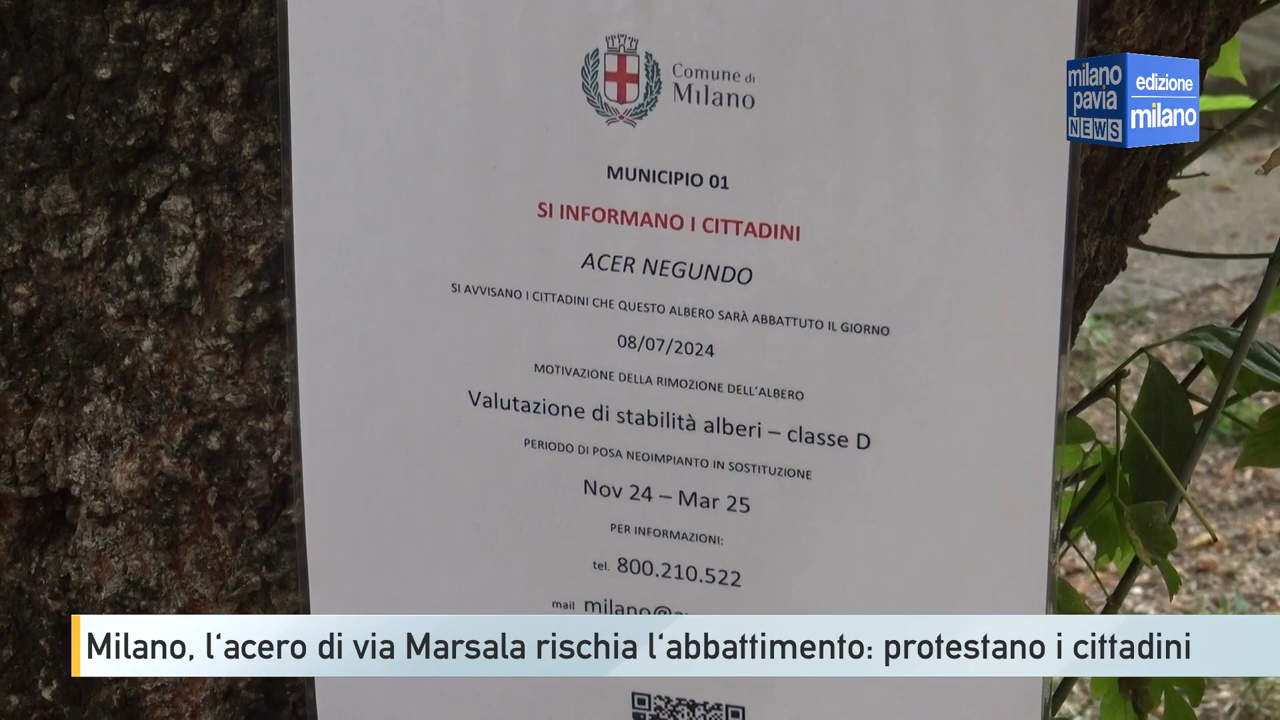 Comune di
Milano
milano
pavia
NEWS
edizione
milano
MUNICIPIO 01
SI INFORMANO I CITTADINI
ACER NEGUNDO
SI AVVISANO I CITTADINI CHE QUESTO ALBERO SARÀ ABBATTUTO IL GIORNO
08/07/2024
MOTIVAZIONE DELLA RIMOZIONE DELL'ALBERO
Valutazione di stabilità alberi – classe D
PERIODO DI POSA NEOIMPIANTO IN SOSTITUZIONE
Nov 24 – Mar 25
PER INFORMAZIONI:
tel. 800.210.522
mail
Milano, l‘acero di via Marsala rischia l‘abbattimento: protestano i cittadini